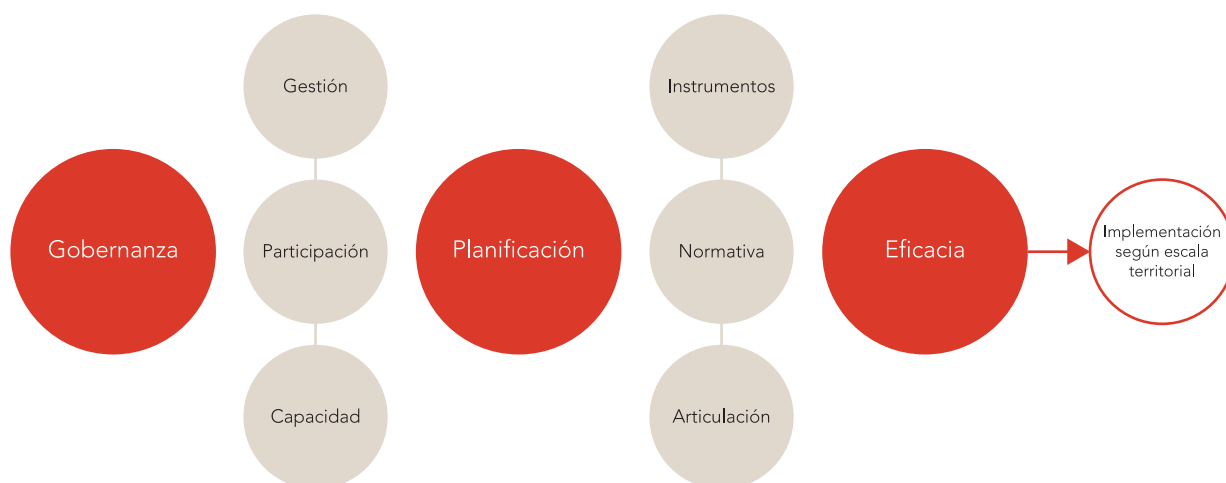 Gobernanza
Gestión
Participación
Capacidad
Planificación
Instrumentos
Normativa
Articulación
Eficacia
Implementación
según escala
territorial